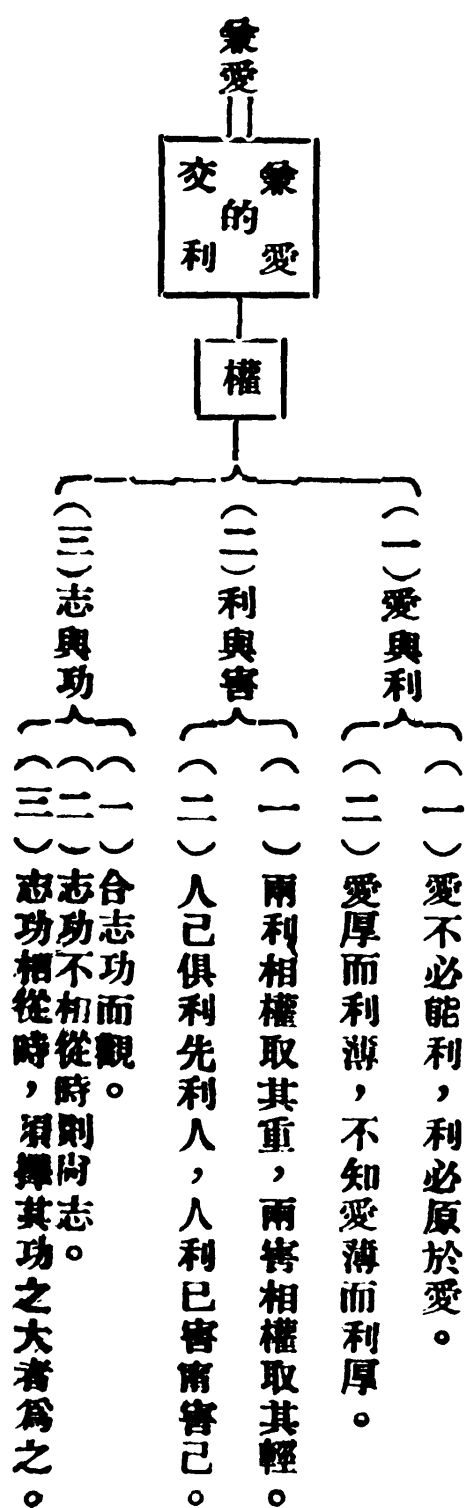 兼愛
兼愛的交利
權
(一)愛與利
(一)愛不必能利，利必原於愛。
(二)愛厚而利薄，不如愛薄而利厚。
(二)利與害
(一)兩利相權取其重，兩害相權取其輕。
(二)人己俱利先利人，人利己害甯害己。
(三)志與功
(一)合志功而觀。
(二)志功不相從時則尚志。
(三)志功相從時，須擇其功之大者爲之。